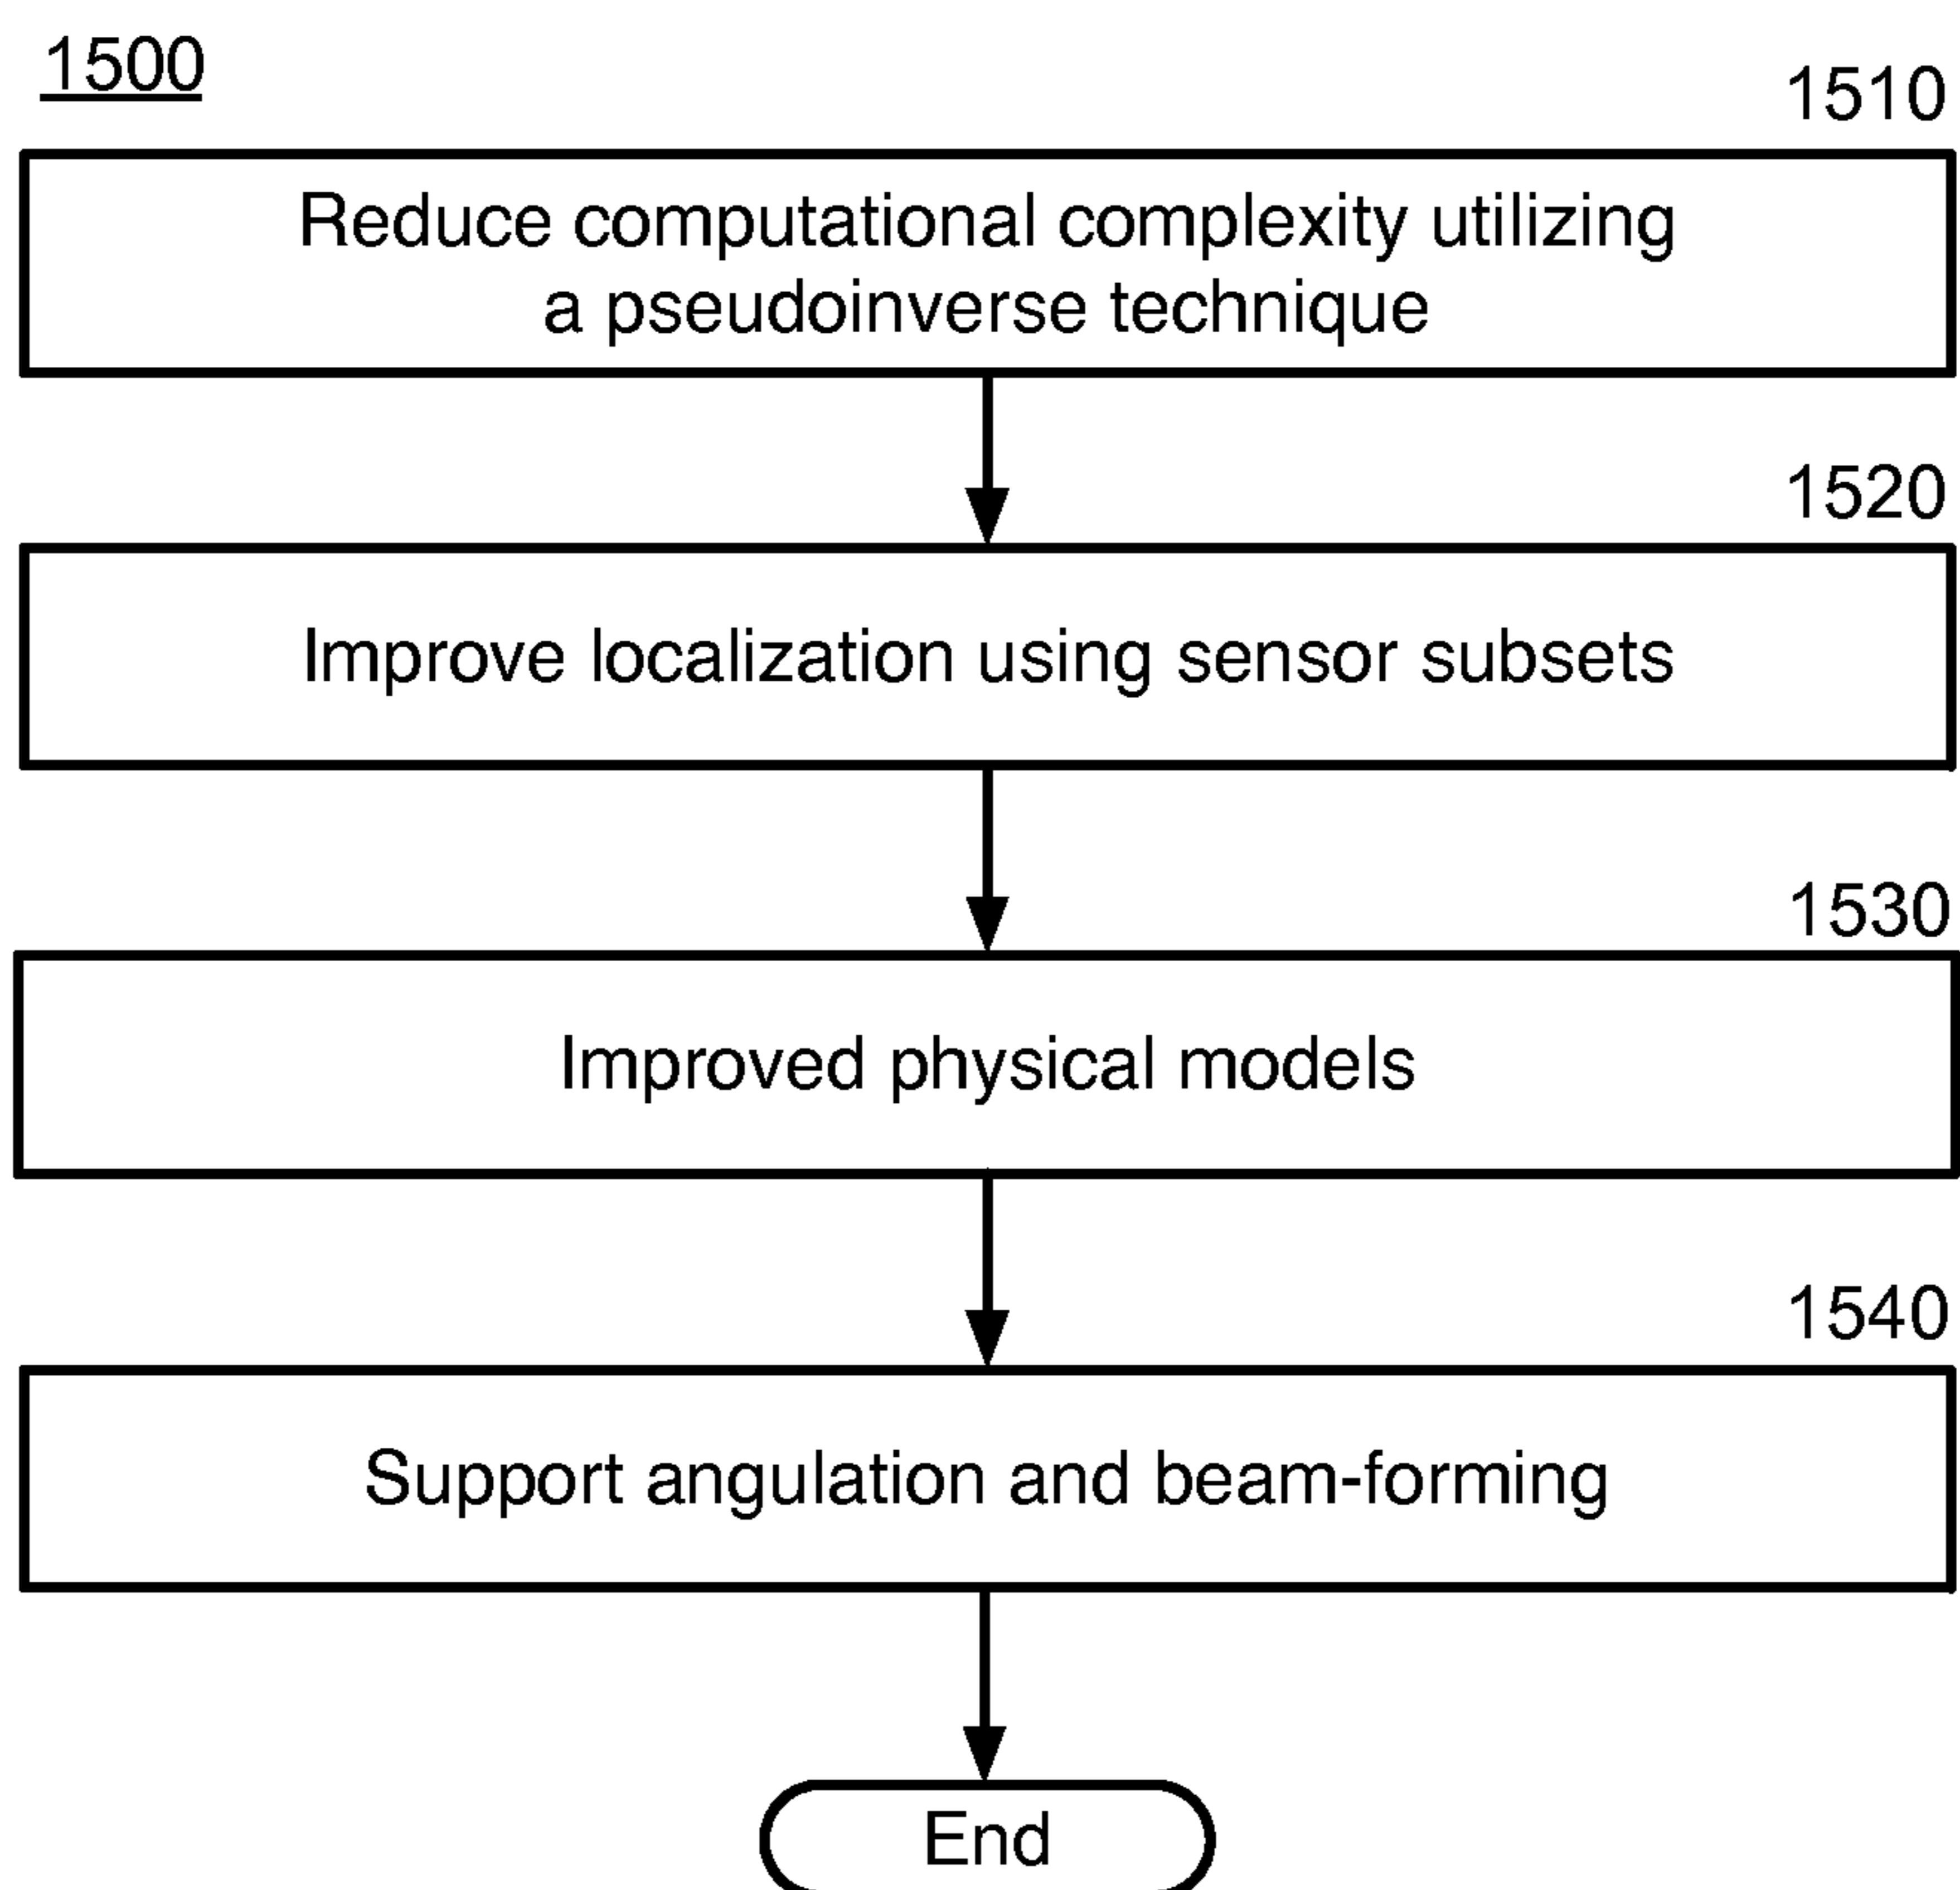 1500
1510
Reduce computational complexity utilizing
a pseudoinverse technique
1520
Improve localization using sensor subsets
1530
Improved physical models
1540
Support angulation and beam-forming
End